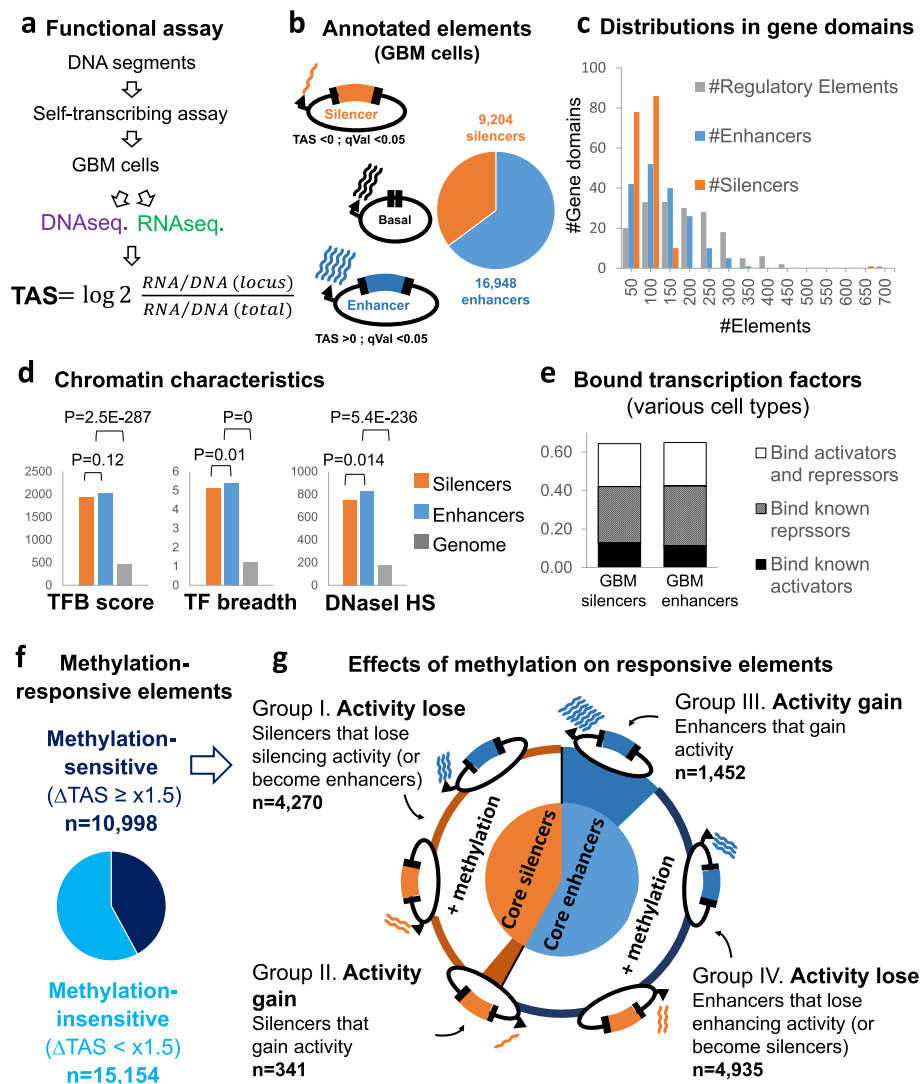 a Functional assay
DNA segments
Self-transcribing assay
GBM cells
DNAseq. RNAseq.
TAS= log 2 RNA/DNA (locus)
RNA/DNA (total)
b Annotated elements
(GBM cells)
Silencer
TAS <0 ; qVal <0.05
Basal
Enhancer
TAS >0 ; qVal <0.05
9,204
silencers
16,948
enhancers
c Distributions in gene domains
#Gene domains
100
80
60
40
20
0
#Regulatory Elements
#Enhancers
#Silencers
50 100 150 200 250 300 350 400 450 500 550 600 650 700
#Elements
d Chromatin characteristics
P=2.5E-287
P=0.12
2500
2000
1500
1000
500
0
TFB score
P=0
P=0.01
6
5
4
3
2
1
0
TF breadth
P=5.4E-236
P=0.014
1000
800
600
400
200
0
DNaseI HS
Silencers
Enhancers
Genome
e Bound transcription factors
(various cell types)
0.60
0.40
0.20
0.00
GBM
silencers
GBM
enhancers
Bind activators
and repressors
Bind known
reprssors
Bind known
activators
f Methylation-
responsive elements
Methylation-
sensitive
(ΔTAS ≥ x1.5)
n=10,998
Methylation-
insensitive
(ΔTAS < x1.5)
n=15,154
g Effects of methylation on responsive elements
Group I. Activity lose
Silencers that lose
silencing activity (or
become enhancers)
n=4,270
Group III. Activity gain
Enhancers that gain
activity
n=1,452
+ methylation
Core silencers
Core enhancers
+ methylation
Group II. Activity
gain
Silencers that
gain activity
n=341
Group IV. Activity lose
Enhancers that lose
enhancing activity (or
become silencers)
n=4,935